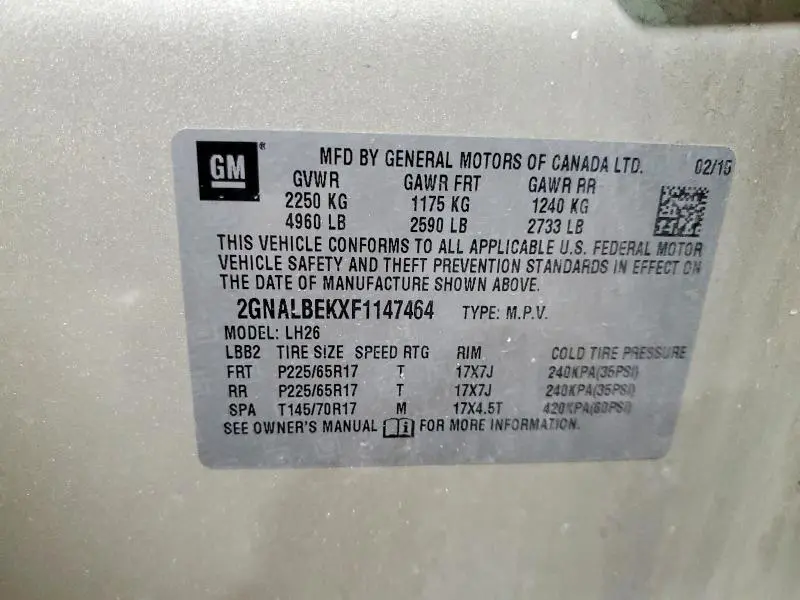 GM ®
MFD BY GENERAL MOTORS OF CANADA LTD. 02/15
GVWR GAWR FRT GAWR RR
2250 KG 1175 KG 1240 KG
4960 LB 2590 LB 2733 LB
THIS VEHICLE CONFORMS TO ALL APPLICABLE U.S. FEDERAL MOTOR
VEHICLE SAFETY AND THEFT PREVENTION STANDARDS IN EFFECT ON
THE DATE OF MANUFACTURE SHOWN ABOVE.
2GNALBEKXF1147464 TYPE: M.P.V.
MODEL: LH26
LBB2 TIRE SIZE SPEED RTG RIM COLD TIRE PRESSURE
FRT P225/65R17 T 17X7J 240KPA(35PSI)
RR P225/65R17 T 17X7J 240KPA(35PSI)
SPA T145/70R17 M 17X4.5T 420KPA(60PSI)
SEE OWNER'S MANUAL i FOR MORE INFORMATION.